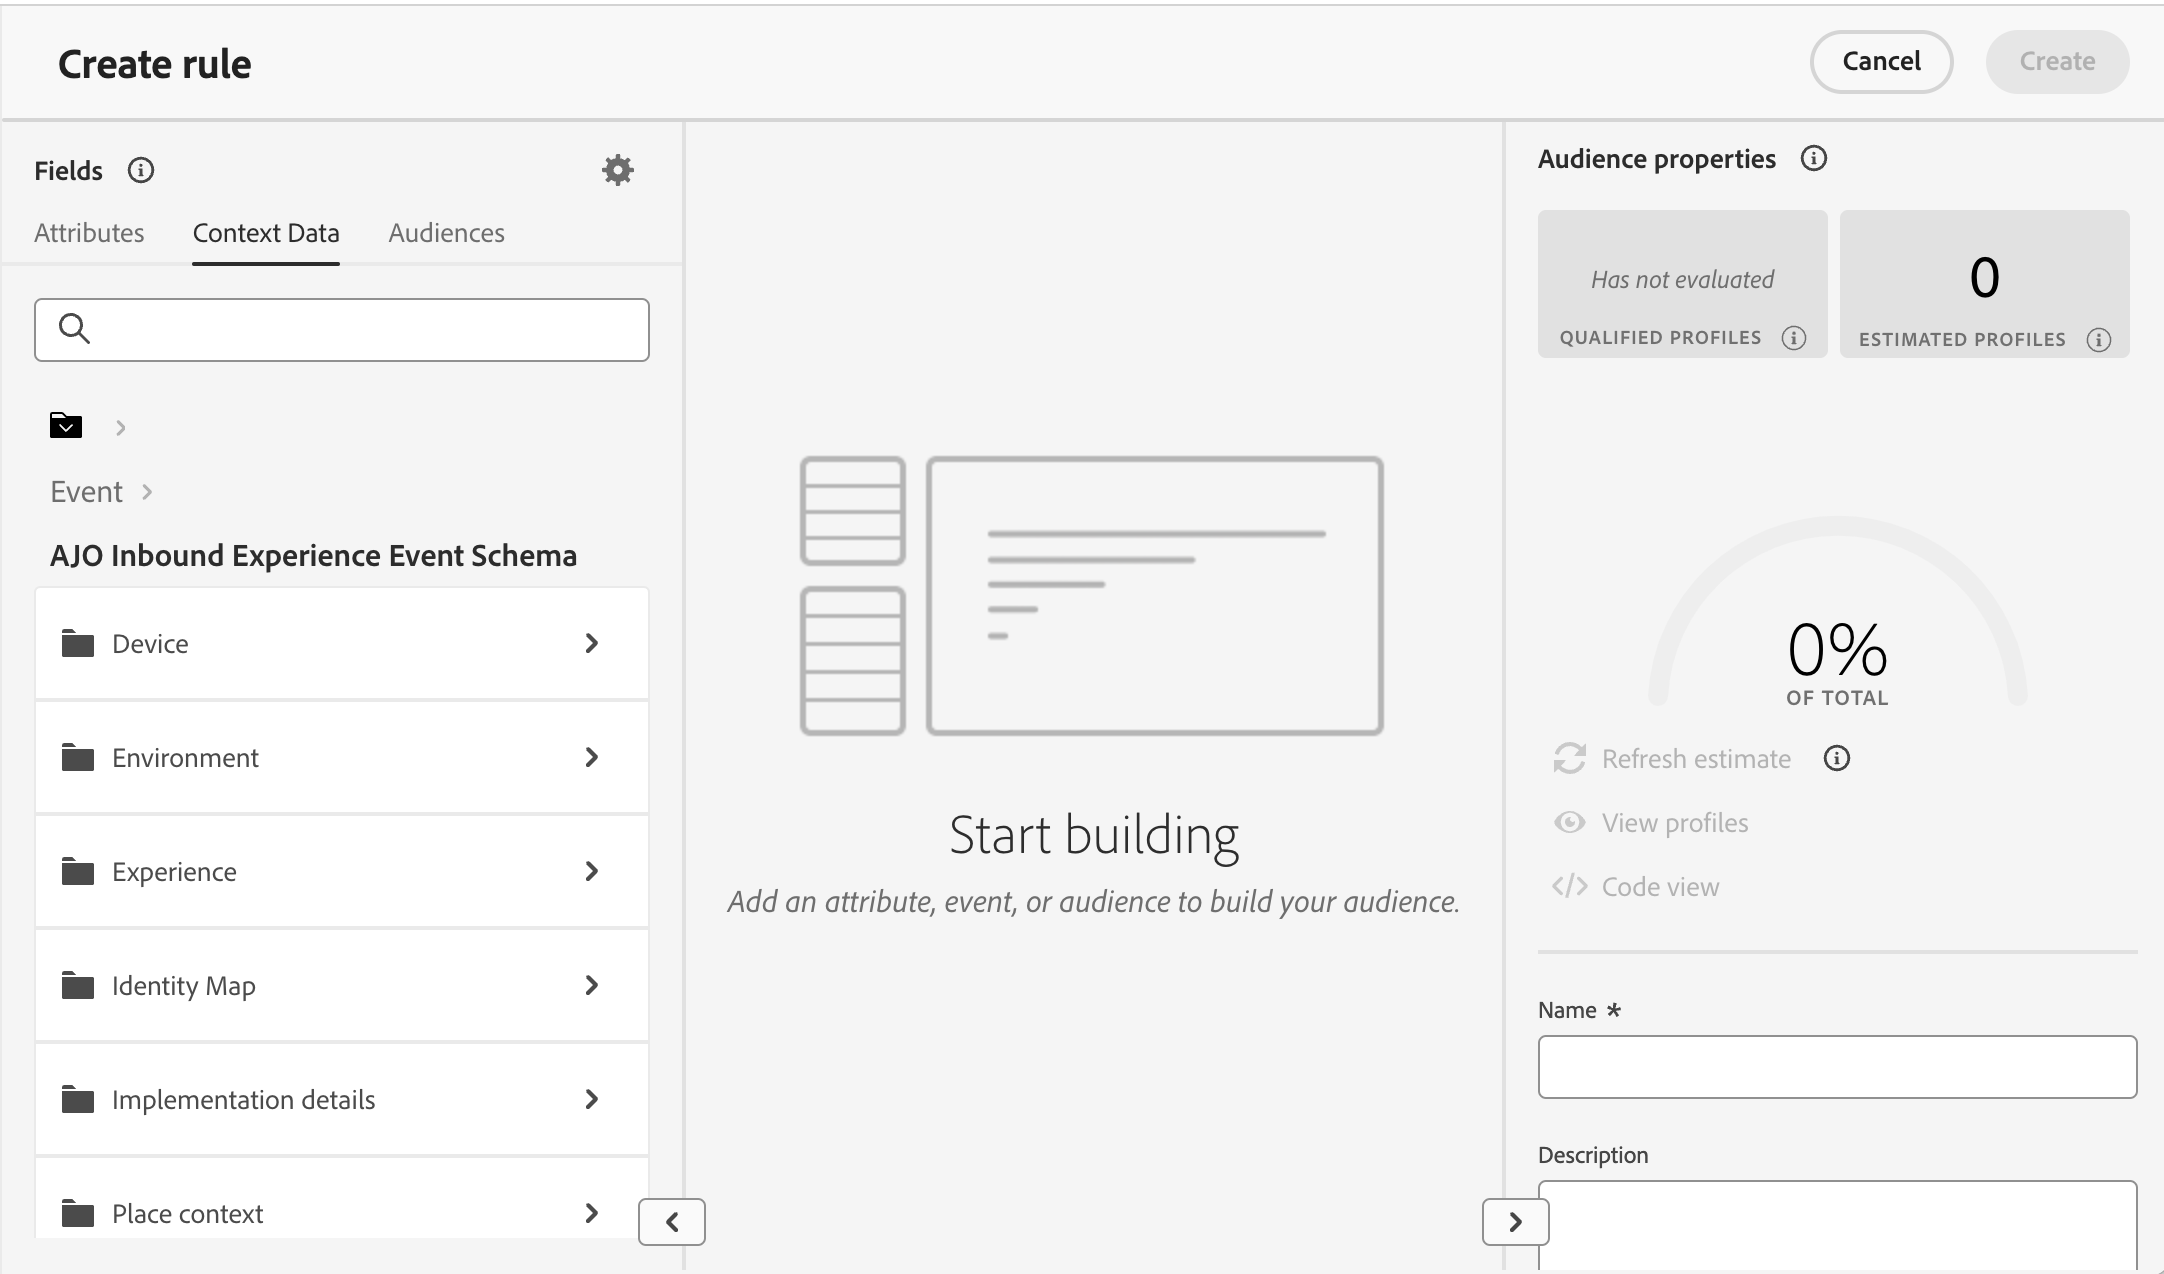 Create rule
Cancel
Create
Fields
Attributes
Context Data
Audiences
Event
AJO Inbound Experience Event Schema
Device
Environment
Experience
Identity Map
Implementation details
Place context
Start building
Add an attribute, event, or audience to build your audience.
Audience properties
Has not evaluated
QUALIFIED PROFILES
0
ESTIMATED PROFILES
0%
OF TOTAL
Refresh estimate
View profiles
</> Code view
Name *
Description